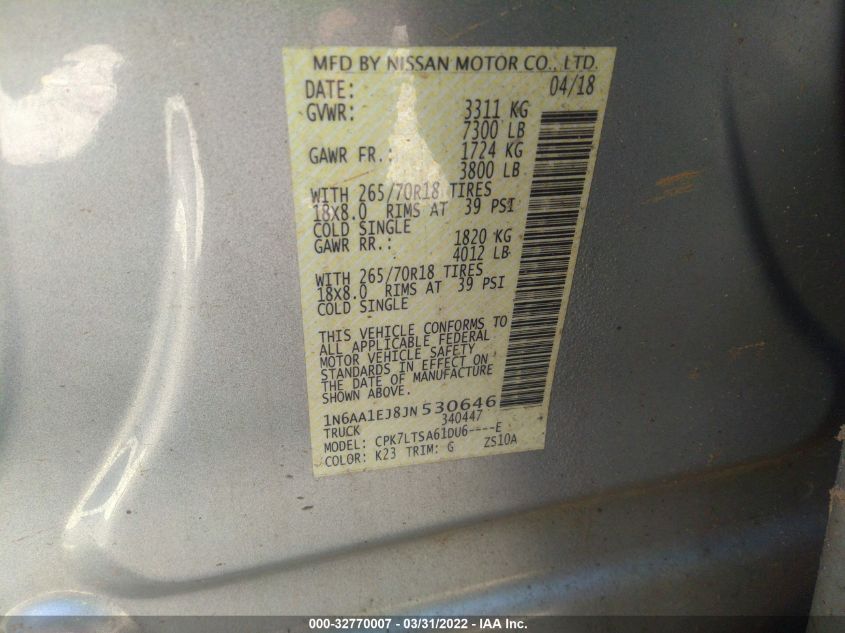 MFD BY NISSAN MOTOR CO., LTD.
DATE: 04/18
GVWR: 3311 KG
7300 LB
GAWR FR.: 1724 KG
3800 LB
WITH 265/70R18 TIRES
18X8.0 RIMS AT 39 PSI
COLD SINGLE
GAWR RR.: 1820 KG
4012 LB
WITH 265/70R18 TIRES
18X8.0 RIMS AT 39 PSI
COLD SINGLE
THIS VEHICLE CONFORMS TO
ALL APPLICABLE FEDERAL
MOTOR VEHICLE SAFETY
STANDARDS IN EFFECT ON
THE DATE OF MANUFACTURE
SHOWN ABOVE.
1N6AA1EJ8JN530646
TRUCK 340447
MODEL: CPK7LTSA61DU6----E
COLOR: K23 TRIM: G ZS10A
000-32770007 - 03/31/2022 - IAA Inc.